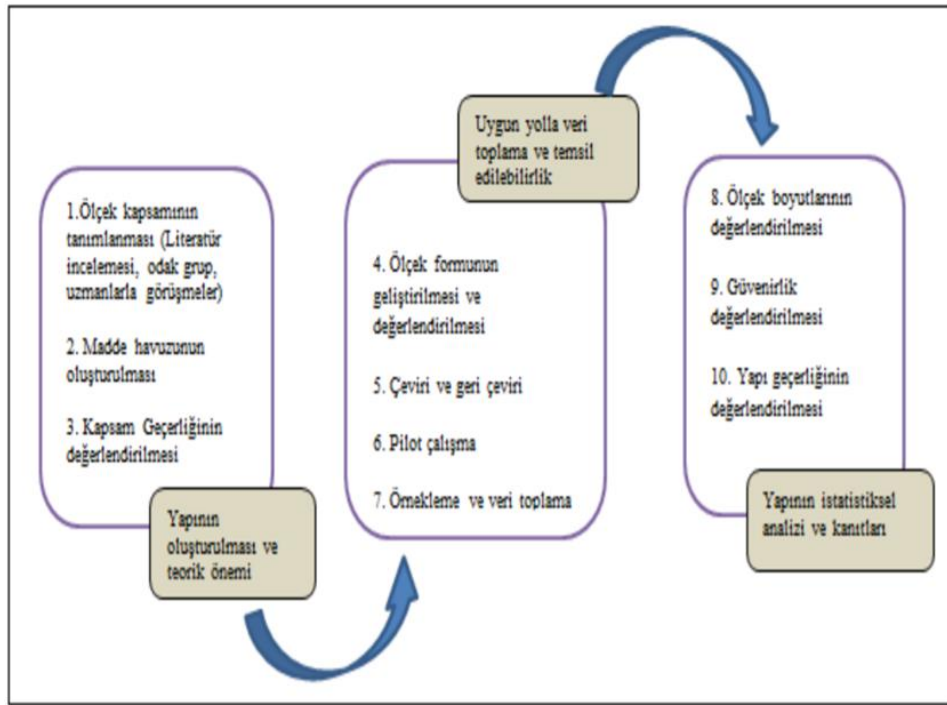 1.Ölçek kapsamının
tanımlanması (Literatür
incelemesi, odak grup,
uzmanlarla görüşmeler)
2. Madde havuzunun
oluşturulması
3. Kapsam Geçerliğinin
değerlendirilmesi
Yapının
oluşturulması ve
teorik önemi
Uygun yolla veri
toplama ve temsil
edilebilirlik
4. Ölçek formunun
geliştirilmesi ve
değerlendirilmesi
5. Çeviri ve geri çeviri
6. Pilot çalışma
7. Örnekleme ve veri toplama
8. Ölçek boyutlarının
değerlendirilmesi
9. Güvenirlik
değerlendirilmesi
10. Yapı geçerliğinin
değerlendirilmesi
Yapının istatistiksel
analizi ve kanıtları